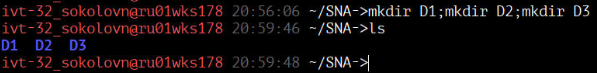 ivt-32_sokolovn@ru01wks178 20:56:06 ~/SNA->mkdir D1;mkdir D2;mkdir D3
ivt-32_sokolovn@ru01wks178 20:59:46 ~/SNA->ls
D1  D2  D3
ivt-32_sokolovn@ru01wks178 20:59:48 ~/SNA->